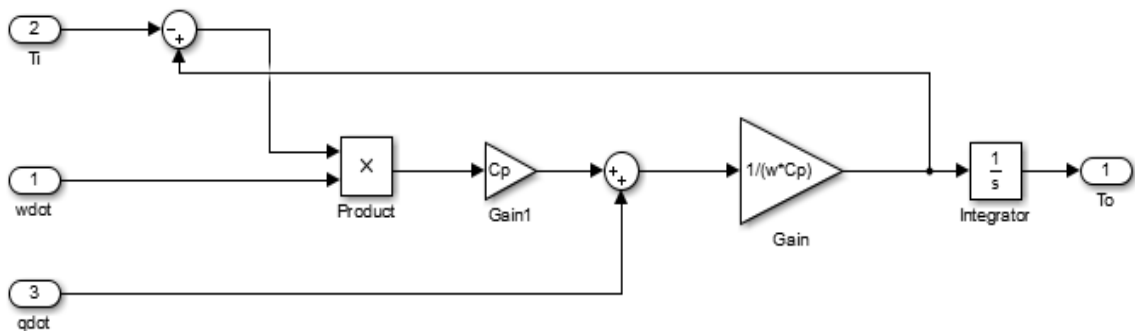 2
Ti
−
+
1
wdot
×
Product
Cp
Gain1
+
+
1/(w*Cp)
Gain
1
s
Integrator
1
To
3
qdot